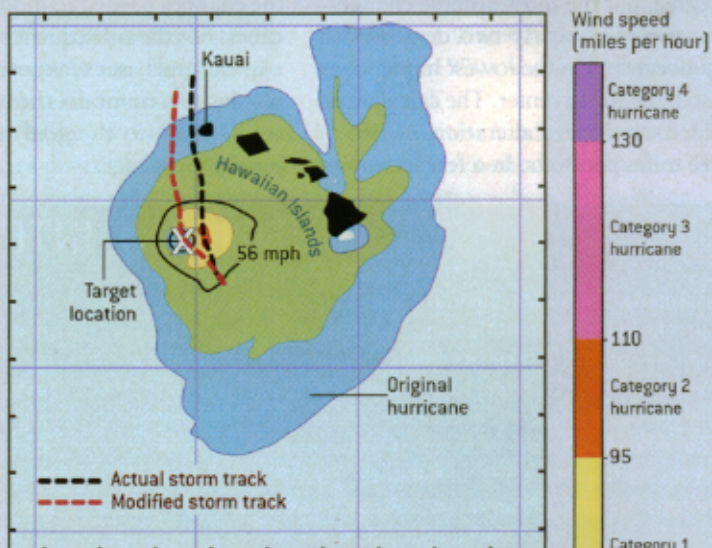 Wind speed
(miles per hour)
Kauai
Category 4
hurricane
130
Hawaiian Islands
Category 3
hurricane
56 mph
Target
location
110
Original
hurricane
Category 2
hurricane
95
Actual storm track
Modified storm track
Category 1